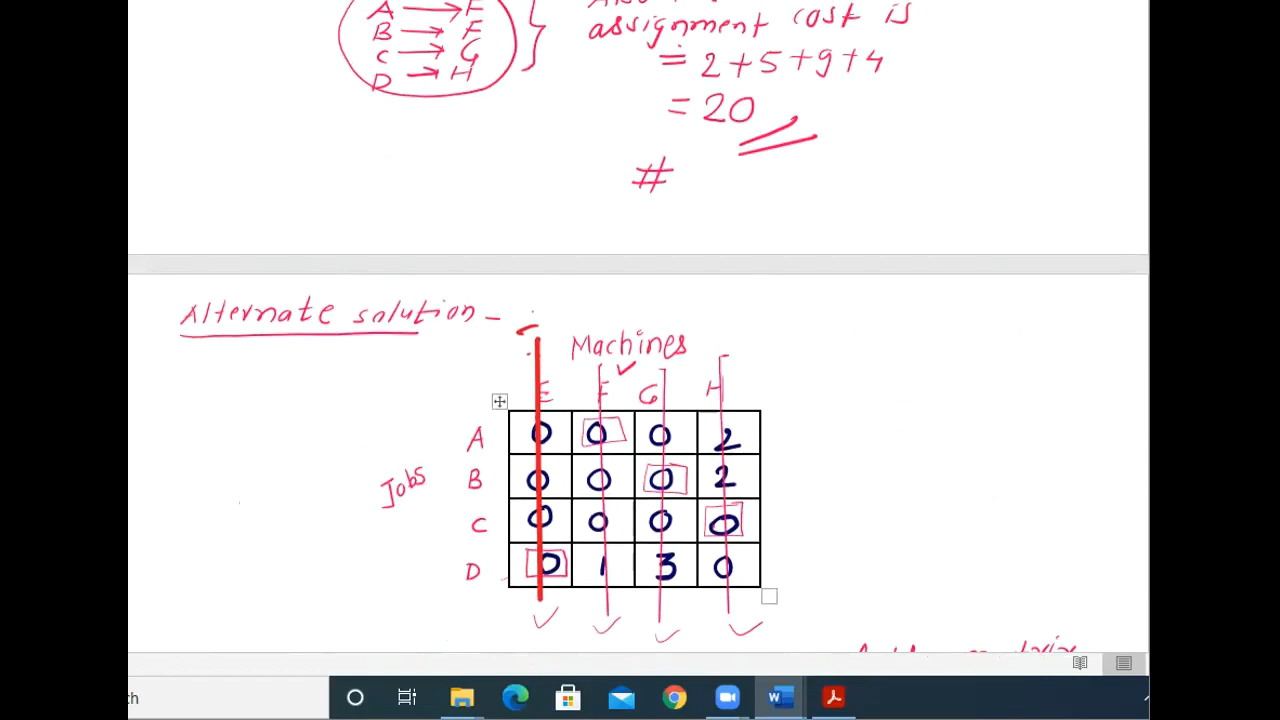 A → E
B → F
C → G
D → H
assignment cost is
= 2+5+9+4
= 20
#
Alternate solution -
Machines
E F G H
A 0 0 0 2
B 0 0 0 2
Jobs
C 0 0 0 0
D 0 1 3 0